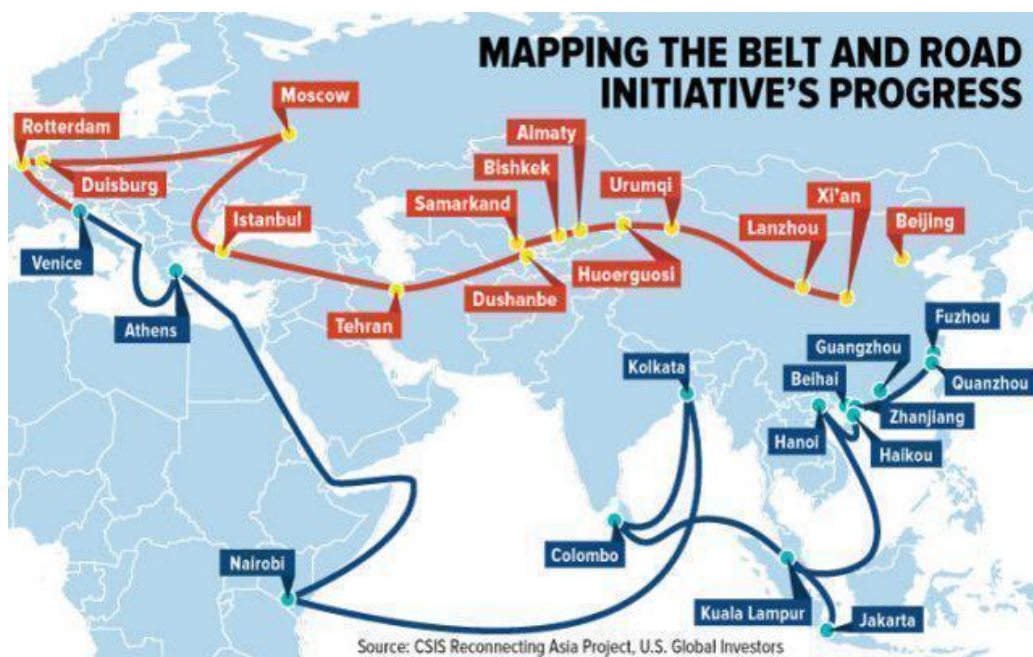 MAPPING THE BELT AND ROAD
INITIATIVE'S PROGRESS
Moscow
Rotterdam
Almaty
Bishkek
Duisburg
Urumqi
Xi'an
Samarkand
Istanbul
Lanzhou
Beijing
Venice
Huoerguosi
Dushanbe
Tehran
Athens
Fuzhou
Guangzhou
Kolkata
Beihai
Quanzhou
Zhanjiang
Hanoi
Haikou
Colombo
Nairobi
Kuala Lampur
Jakarta
Source: CSIS Reconnecting Asia Project, U.S. Global Investors